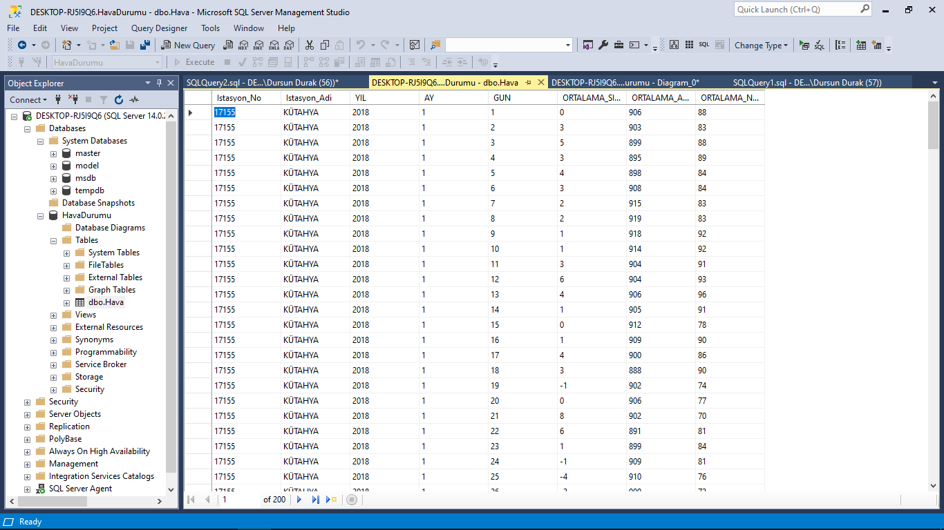 DESKTOP-RJ5I9Q6.HavaDurumu - dbo.Hava - Microsoft SQL Server Management Studio
Quick Launch (Ctrl+Q)
File Edit View Project Query Designer Tools Window Help
New Query Change Type
HavaDurumu Execute
Object Explorer
Connect
DESKTOP-RJ5I9Q6 (SQL Server 14.0.
Databases
System Databases
master
model
msdb
tempdb
Database Snapshots
HavaDurumu
Database Diagrams
Tables
System Tables
FileTables
External Tables
Graph Tables
dbo.Hava
Views
External Resources
Synonyms
Programmability
Service Broker
Storage
Security
Security
Server Objects
Replication
PolyBase
Always On High Availability
Management
Integration Services Catalogs
SQL Server Agent
SQLQuery2.sql - DE...\Dursun Durak (56))* DESKTOP-RJ5I9Q6....Durumu - dbo.Hava DESKTOP-RJ5I9Q6....urumu - Diagram_0* SQLQuery1.sql - DE...\Dursun Durak (57))
Istasyon_No Istasyon_Adi YIL AY GUN ORTALAMA_SI... ORTALAMA_A... ORTALAMA_N...
17155 KÜTAHYA 2018 1 1 0 906 88
17155 KÜTAHYA 2018 1 2 3 903 83
17155 KÜTAHYA 2018 1 3 5 899 88
17155 KÜTAHYA 2018 1 4 3 895 89
17155 KÜTAHYA 2018 1 5 4 898 84
17155 KÜTAHYA 2018 1 6 3 908 84
17155 KÜTAHYA 2018 1 7 2 915 83
17155 KÜTAHYA 2018 1 8 2 919 83
17155 KÜTAHYA 2018 1 9 1 918 92
17155 KÜTAHYA 2018 1 10 1 914 92
17155 KÜTAHYA 2018 1 11 3 904 91
17155 KÜTAHYA 2018 1 12 6 904 93
17155 KÜTAHYA 2018 1 13 4 906 96
17155 KÜTAHYA 2018 1 14 1 905 91
17155 KÜTAHYA 2018 1 15 0 912 78
17155 KÜTAHYA 2018 1 16 1 909 90
17155 KÜTAHYA 2018 1 17 4 900 86
17155 KÜTAHYA 2018 1 18 3 888 90
17155 KÜTAHYA 2018 1 19 -1 902 74
17155 KÜTAHYA 2018 1 20 0 906 77
17155 KÜTAHYA 2018 1 21 8 902 70
17155 KÜTAHYA 2018 1 22 6 891 81
17155 KÜTAHYA 2018 1 23 1 899 84
17155 KÜTAHYA 2018 1 24 -1 909 81
17155 KÜTAHYA 2018 1 25 -4 910 76
1 of 200
Ready